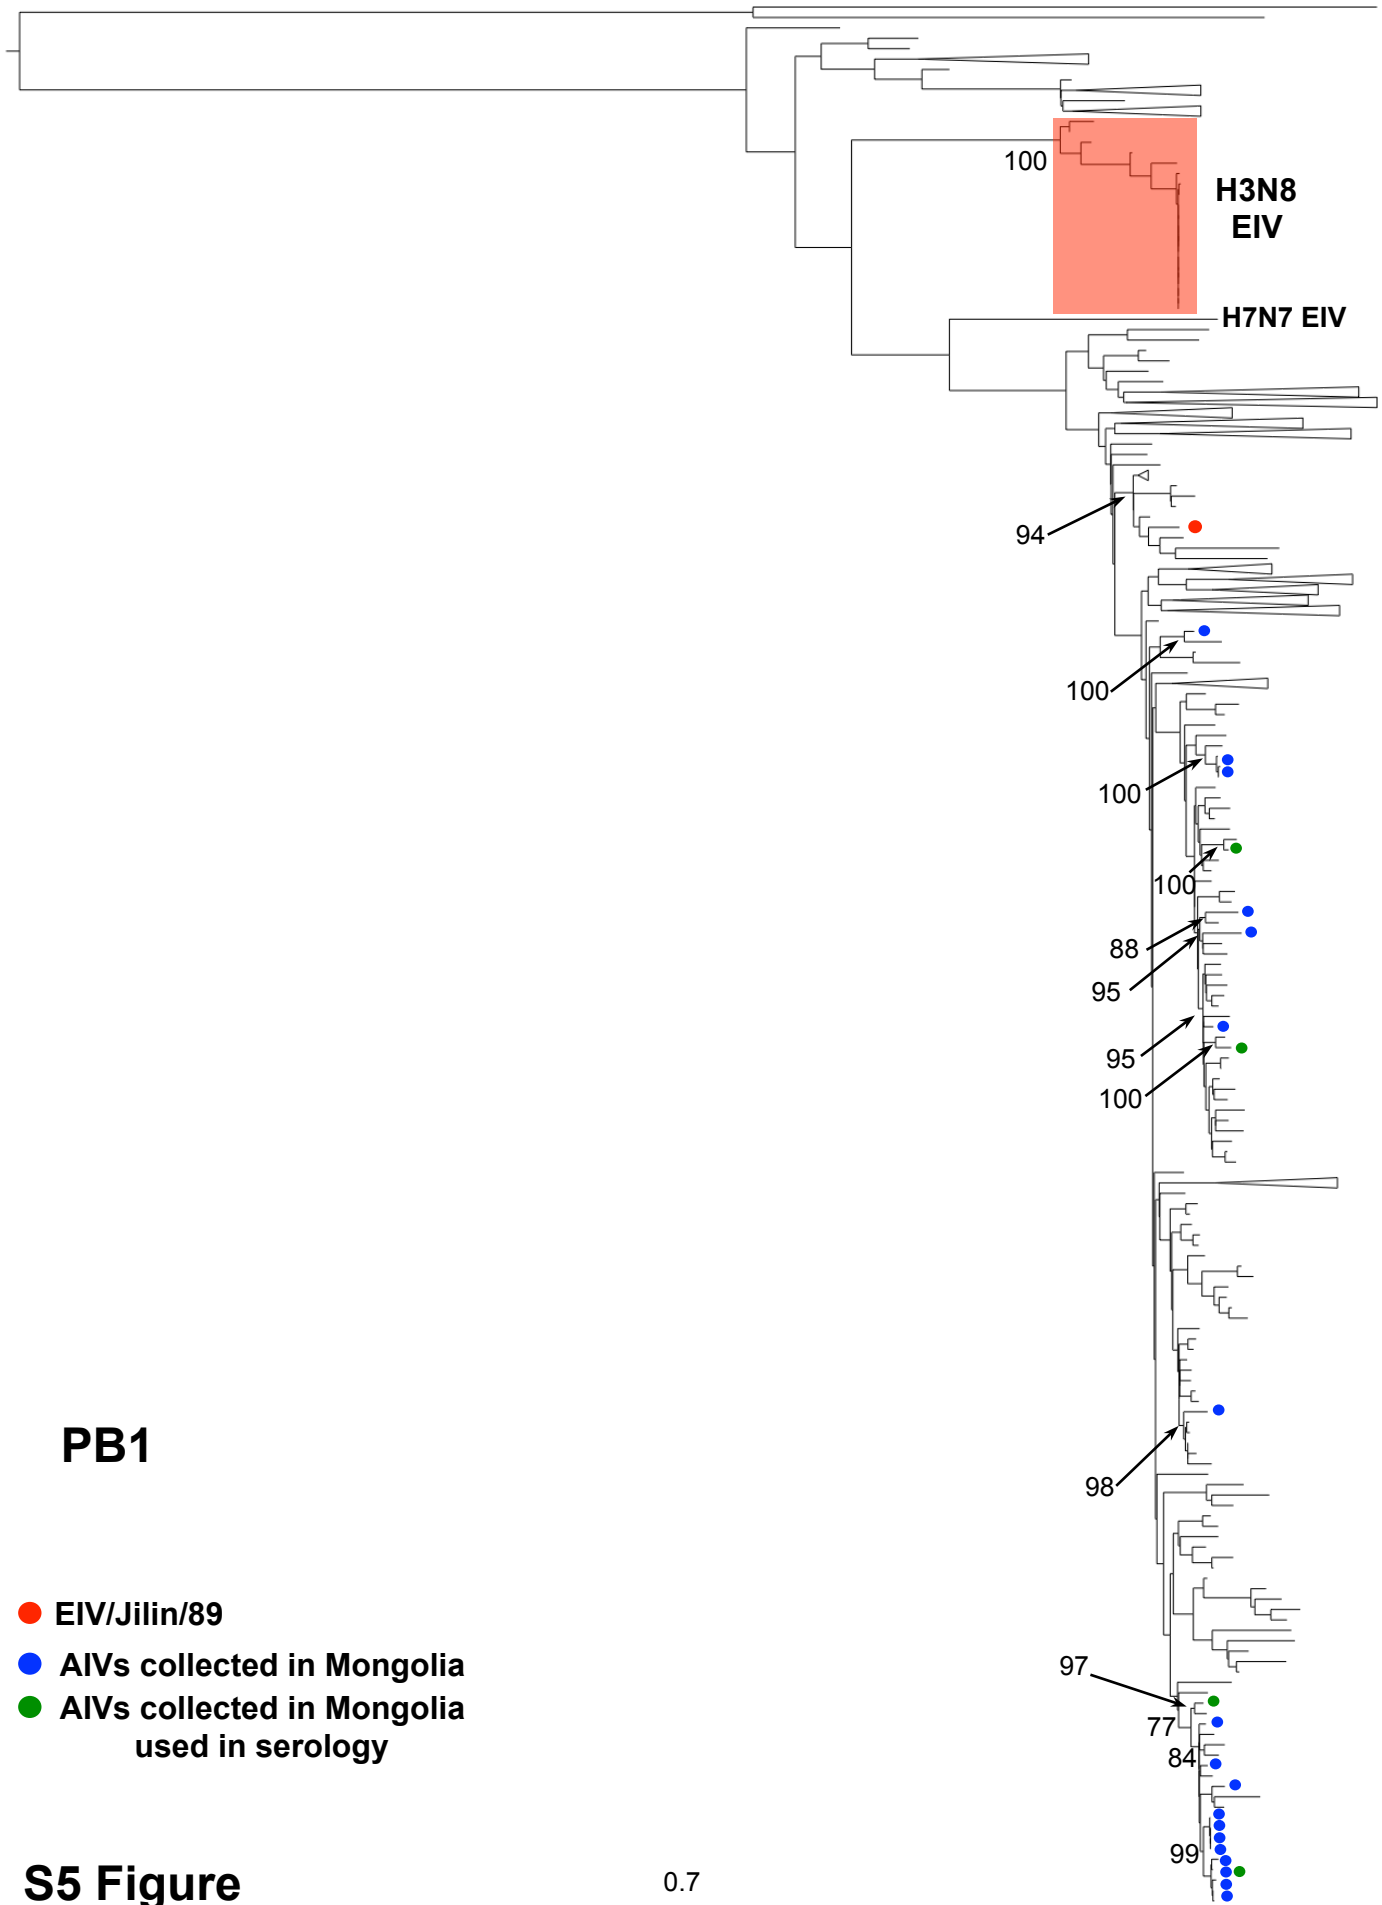 100
H3N8
EIV
H7N7 EIV
94
100
100
100
88
95
95
100
PB1
98
EIV/Jilin/89
AIVs collected in Mongolia
AIVs collected in Mongolia
used in serology
97
77
84
99
S5 Figure
0.7